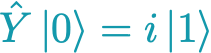 Ŷ |0⟩ = i |1⟩